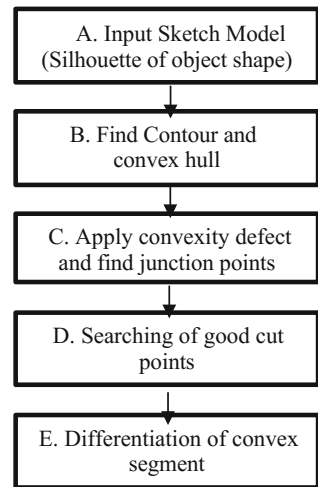 A. Input Sketch Model
(Silhouette of object shape)
B. Find Contour and
convex hull
C. Apply convexity defect
and find junction points
D. Searching of good cut
points
E. Differentiation of convex
segment